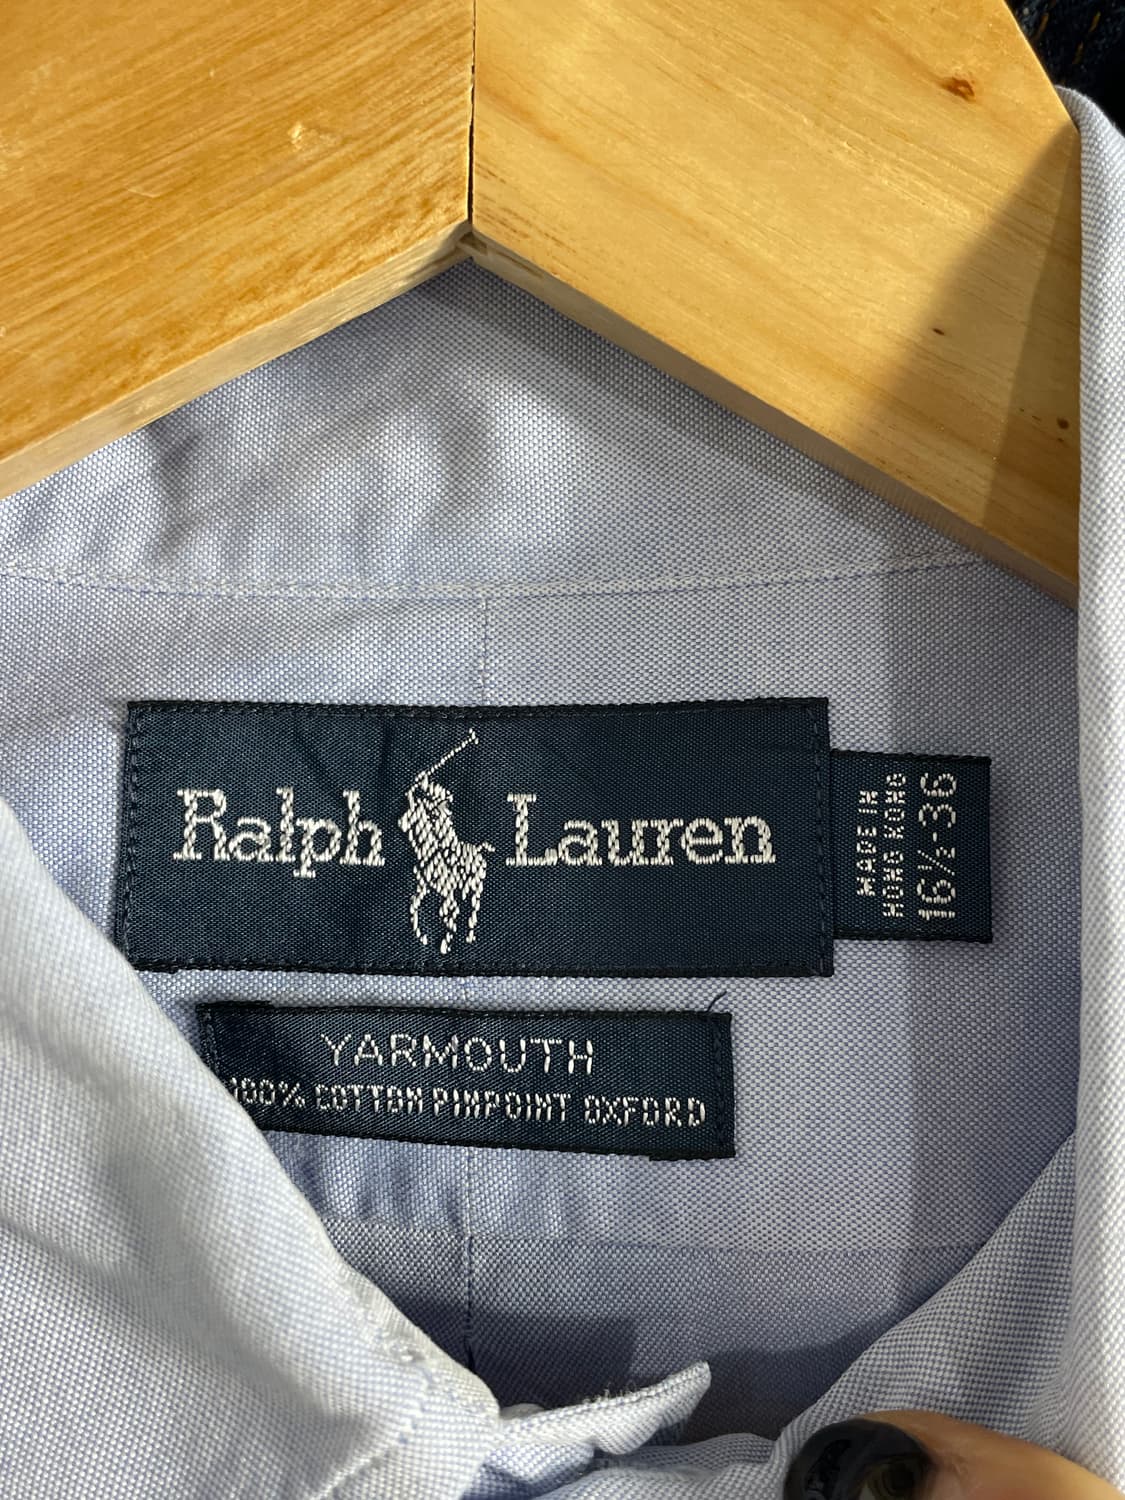 Ralph Lauren
MADE IN
HONG KONG
16½-36
YARMOUTH
100% COTTON PINPOINT OXFORD